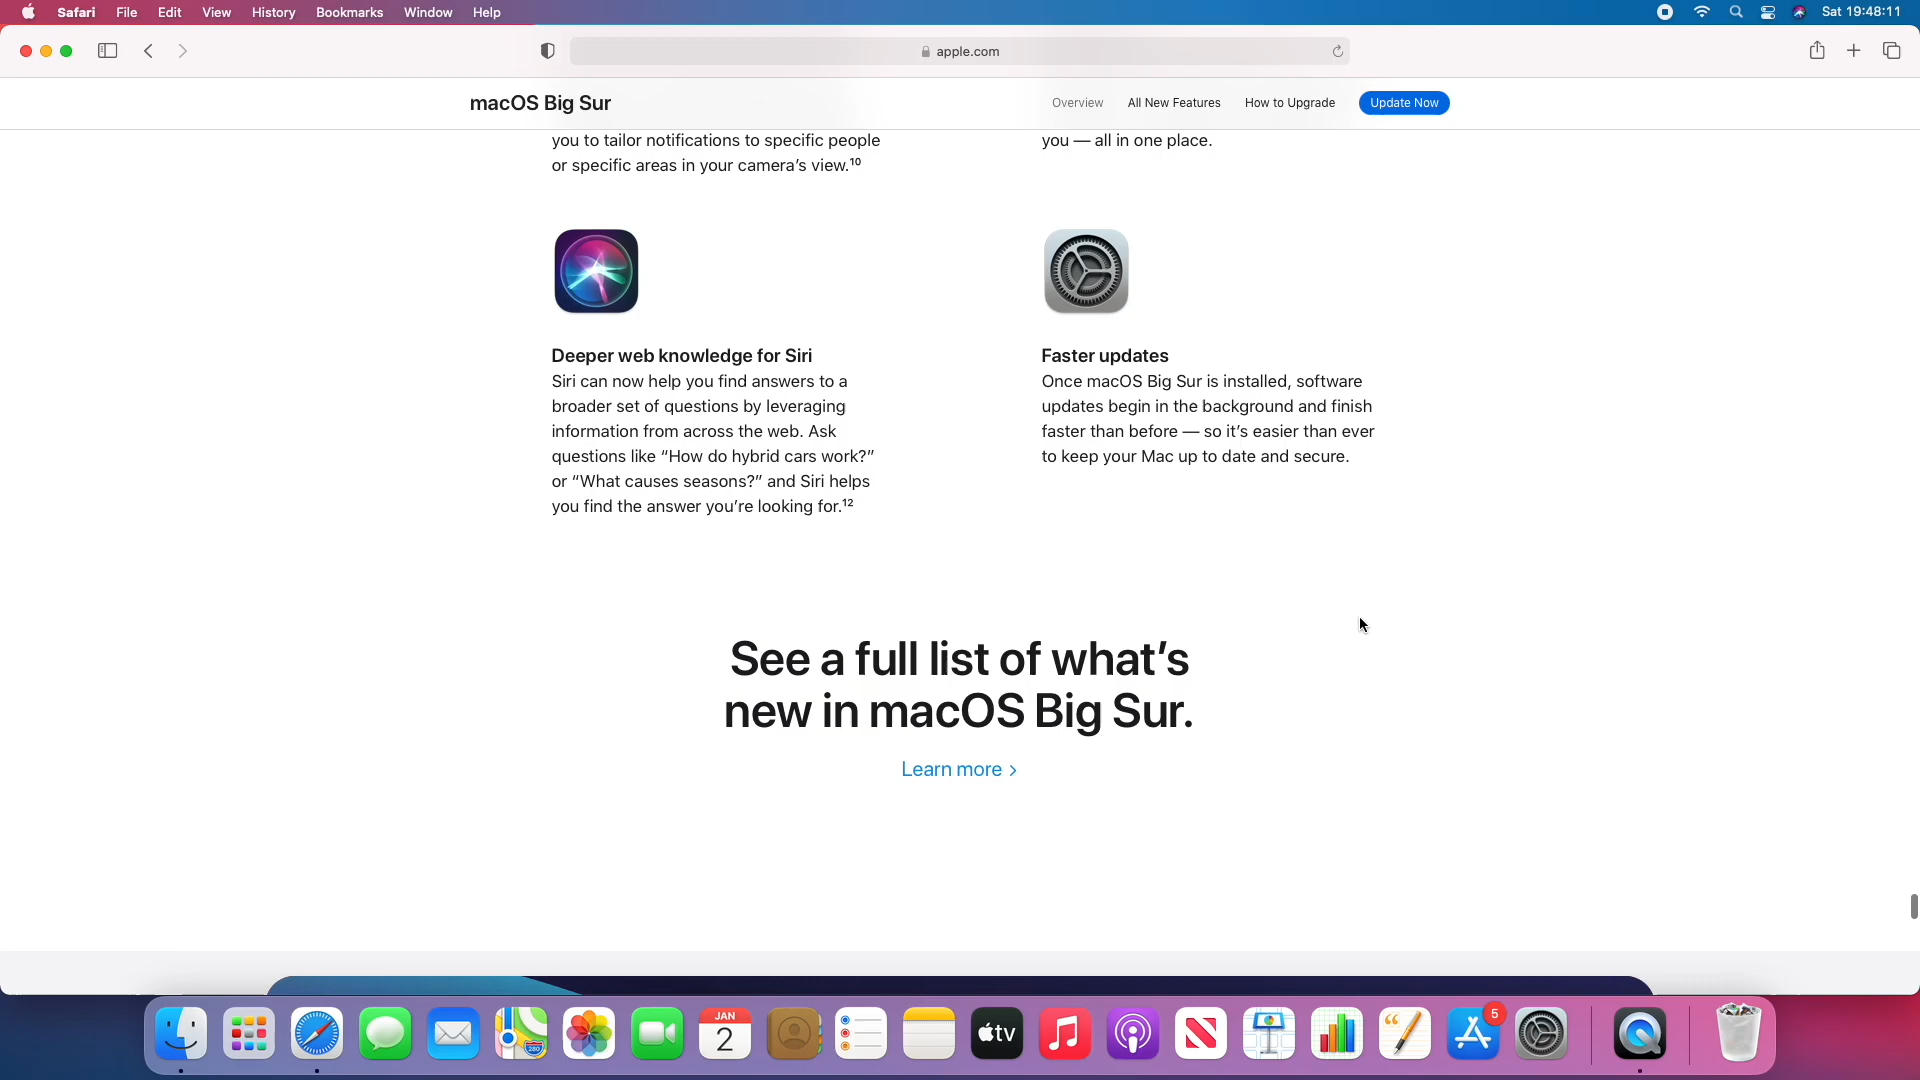 Safari File Edit View History Bookmarks Window Help
Sat 19:48:11
apple.com
macOS Big Sur
Overview All New Features How to Upgrade Update Now
you to tailor notifications to specific people
or specific areas in your camera’s view.¹⁰
you — all in one place.
Deeper web knowledge for Siri
Siri can now help you find answers to a
broader set of questions by leveraging
information from across the web. Ask
questions like “How do hybrid cars work?”
or “What causes seasons?” and Siri helps
you find the answer you’re looking for.¹²
Faster updates
Once macOS Big Sur is installed, software
updates begin in the background and finish
faster than before — so it’s easier than ever
to keep your Mac up to date and secure.
See a full list of what’s
new in macOS Big Sur.
Learn more >
280
JAN
2
tv
5